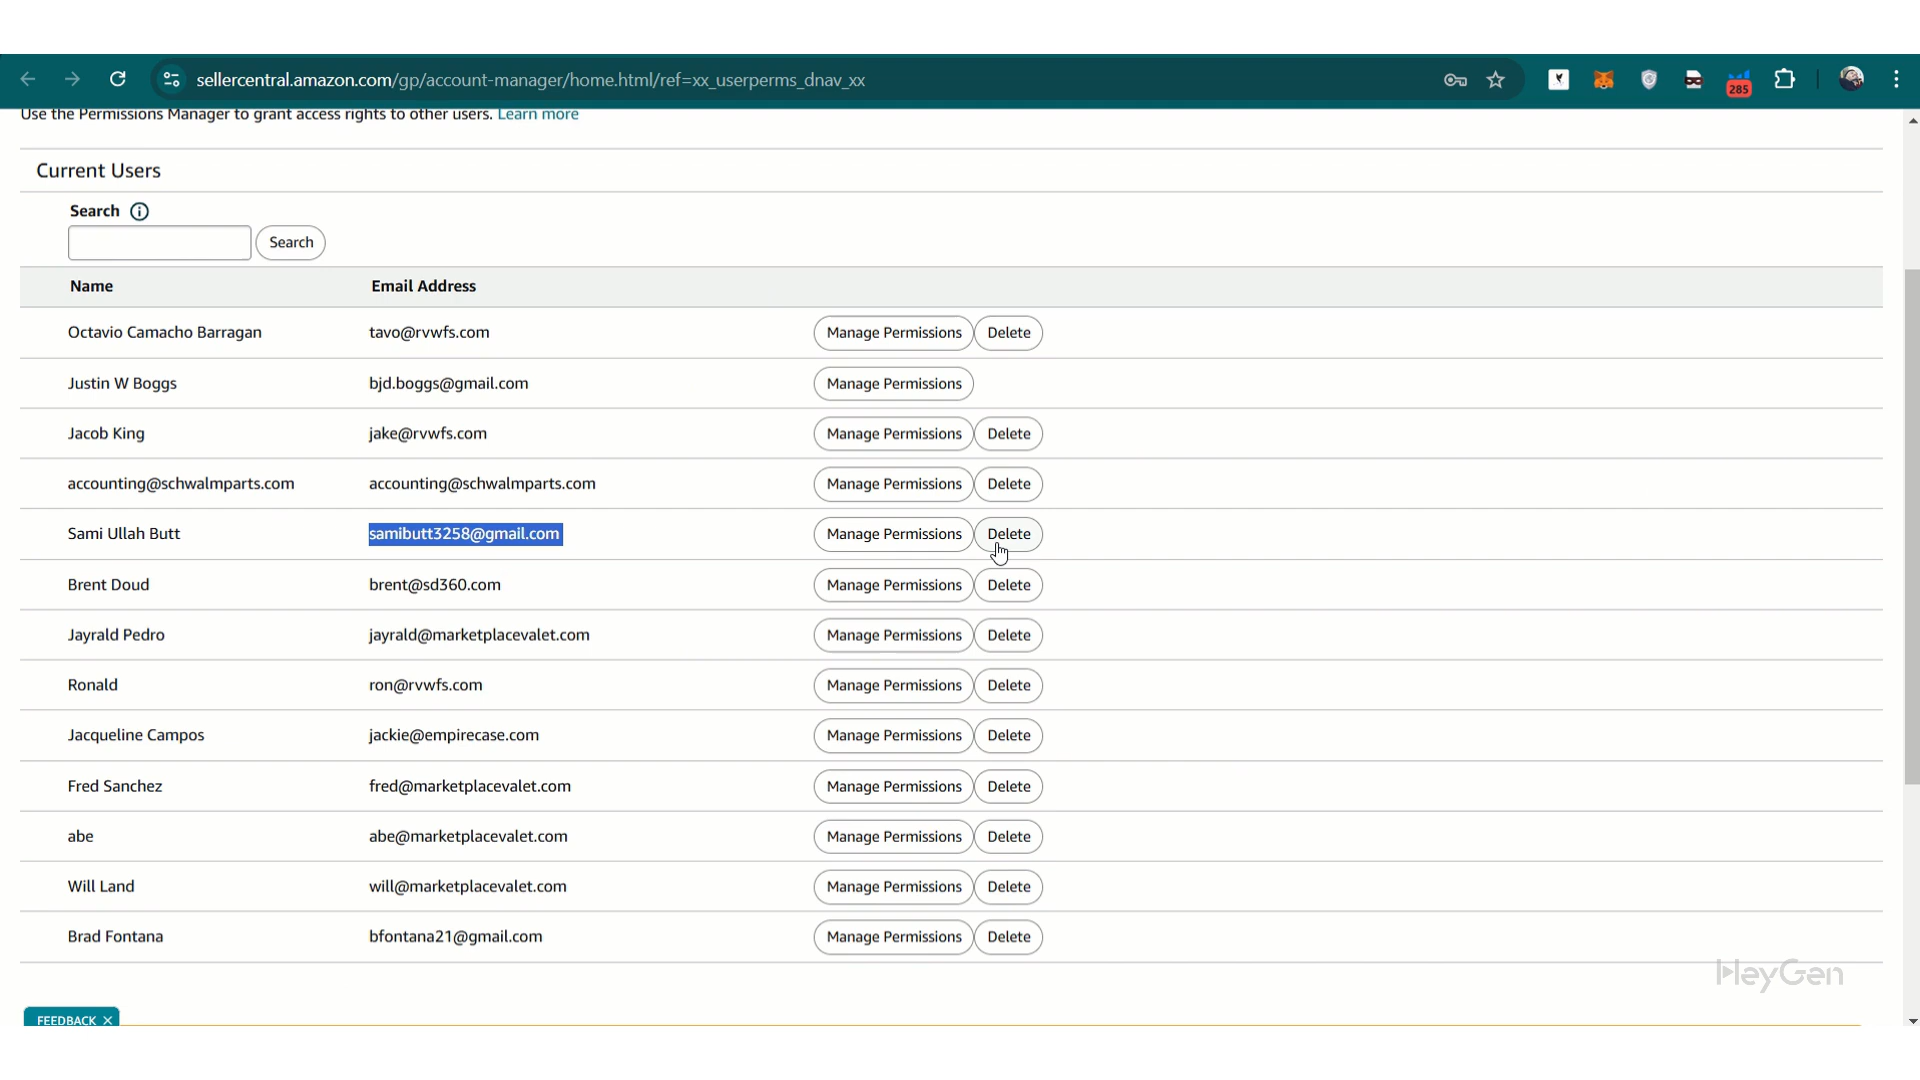 sellercentral.amazon.com/gp/account-manager/home.html/ref=xx_userperms_dnav_xx
285
Use the Permissions Manager to grant access rights to other users. Learn more
Current Users
Search
Search
Name Email Address
Octavio Camacho Barragan tavo@rvwfs.com Manage Permissions Delete
Justin W Boggs bjd.boggs@gmail.com Manage Permissions
Jacob King jake@rvwfs.com Manage Permissions Delete
accounting@schwalmparts.com accounting@schwalmparts.com Manage Permissions Delete
Sami Ullah Butt samibutt3258@gmail.com Manage Permissions Delete
Brent Doud brent@sd360.com Manage Permissions Delete
Jayrald Pedro jayrald@marketplacevalet.com Manage Permissions Delete
Ronald ron@rvwfs.com Manage Permissions Delete
Jacqueline Campos jackie@empirecase.com Manage Permissions Delete
Fred Sanchez fred@marketplacevalet.com Manage Permissions Delete
abe abe@marketplacevalet.com Manage Permissions Delete
Will Land will@marketplacevalet.com Manage Permissions Delete
Brad Fontana bfontana21@gmail.com Manage Permissions Delete
HeyGen
FEEDBACK